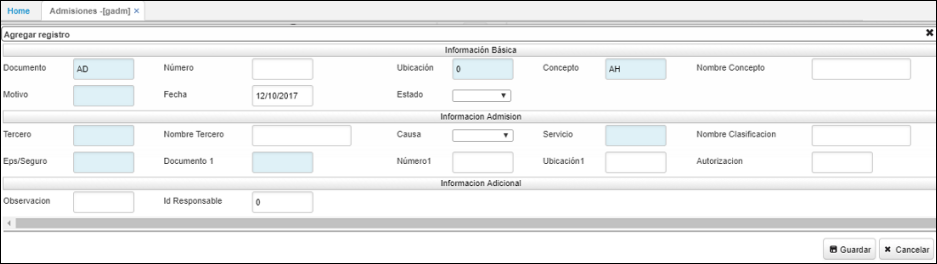 Home Admisiones -[gadm] ×
Agregar registro ✖
Información Básica
Documento AD Número Ubicación 0 Concepto AH Nombre Concepto
Motivo Fecha 12/10/2017 Estado
Informacion Admision
Tercero Nombre Tercero Causa Servicio Nombre Clasificacion
Eps/Seguro Documento 1 Número1 Ubicación1 Autorizacion
Informacion Adicional
Observacion Id Responsable 0
Guardar ✖ Cancelar